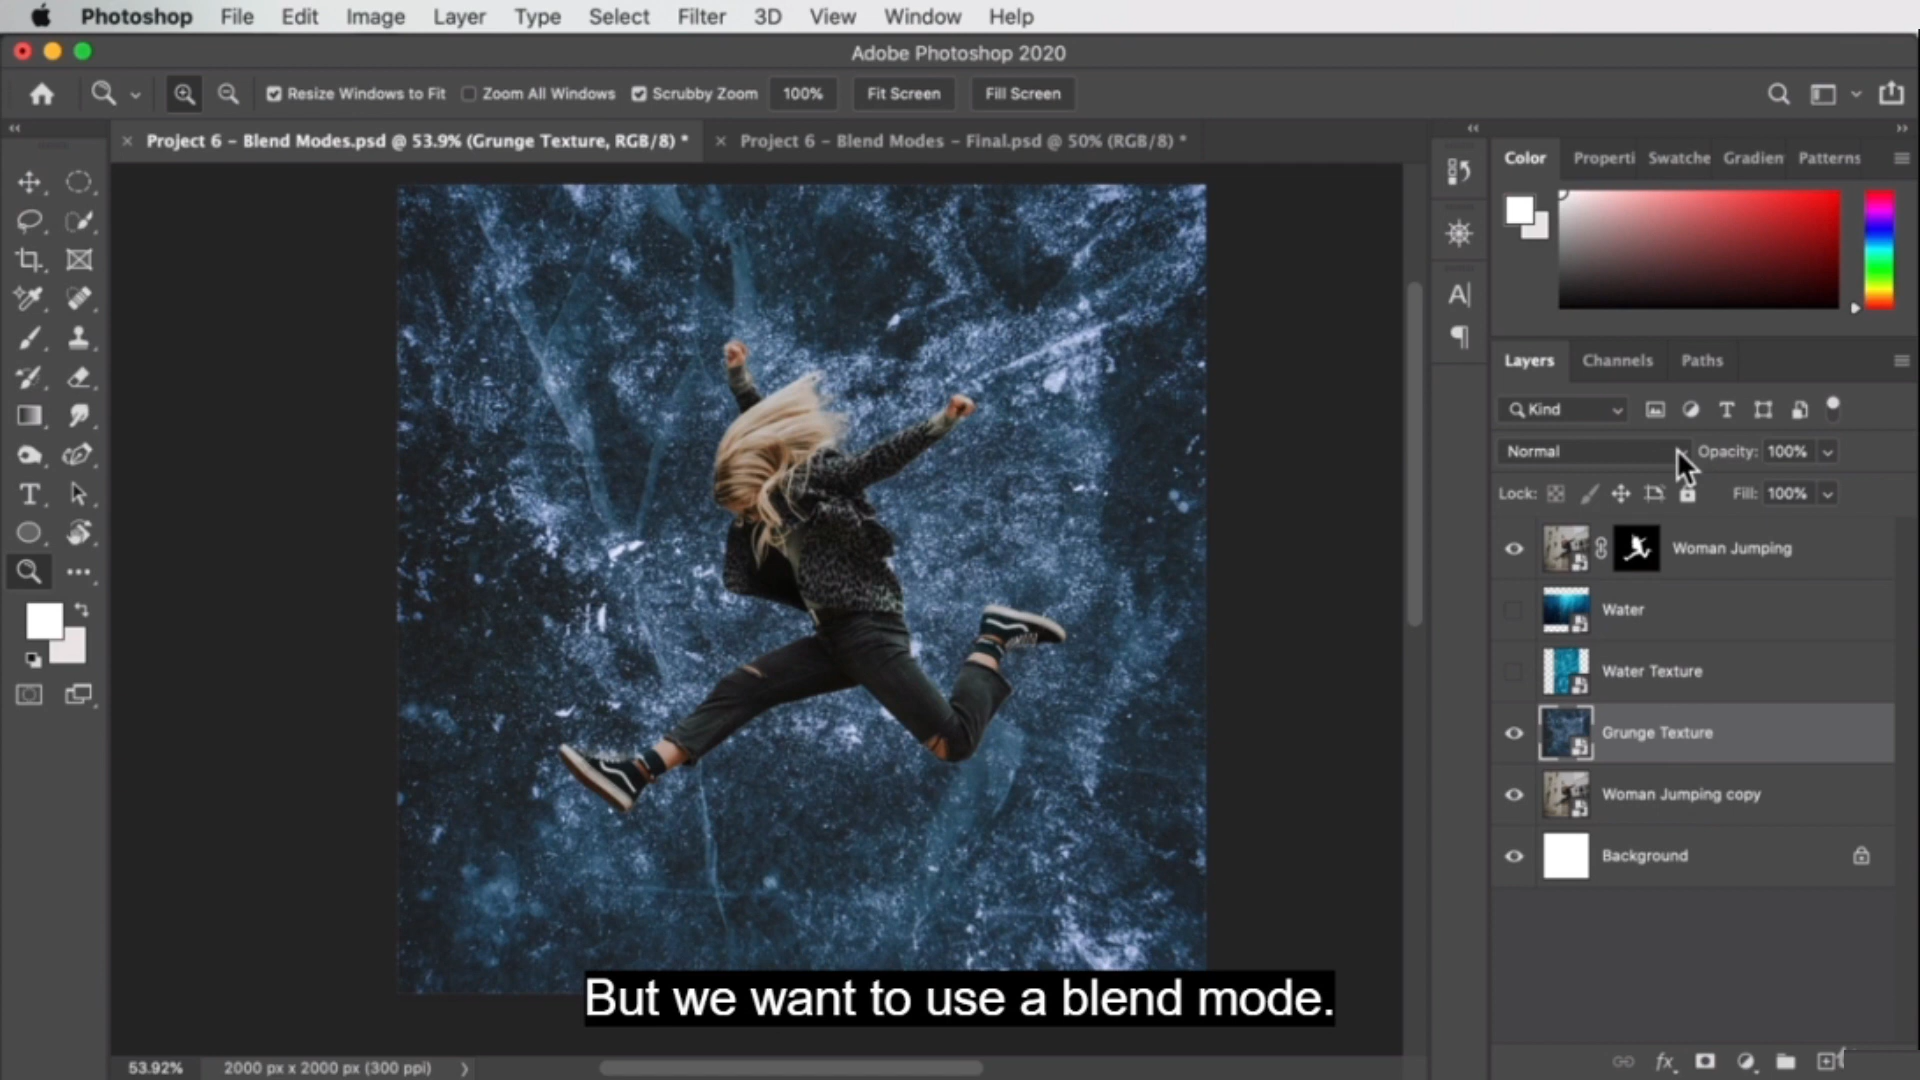 Photoshop File Edit Image Layer Type Select Filter 3D View Window Help
Adobe Photoshop 2020
Resize Windows to Fit Zoom All Windows Scrubby Zoom 100% Fit Screen Fill Screen
Project 6 – Blend Modes.psd @ 53.9% (Grunge Texture, RGB/8) * Project 6 – Blend Modes – Final.psd @ 50% (RGB/8) *
Color Properti Swatche Gradien Patterns
Layers Channels Paths
Kind
Normal Opacity: 100%
Lock: Fill: 100%
Woman Jumping
Water
Water Texture
Grunge Texture
Woman Jumping copy
Background
But we want to use a blend mode.
53.92% 2000 px x 2000 px (300 ppi)